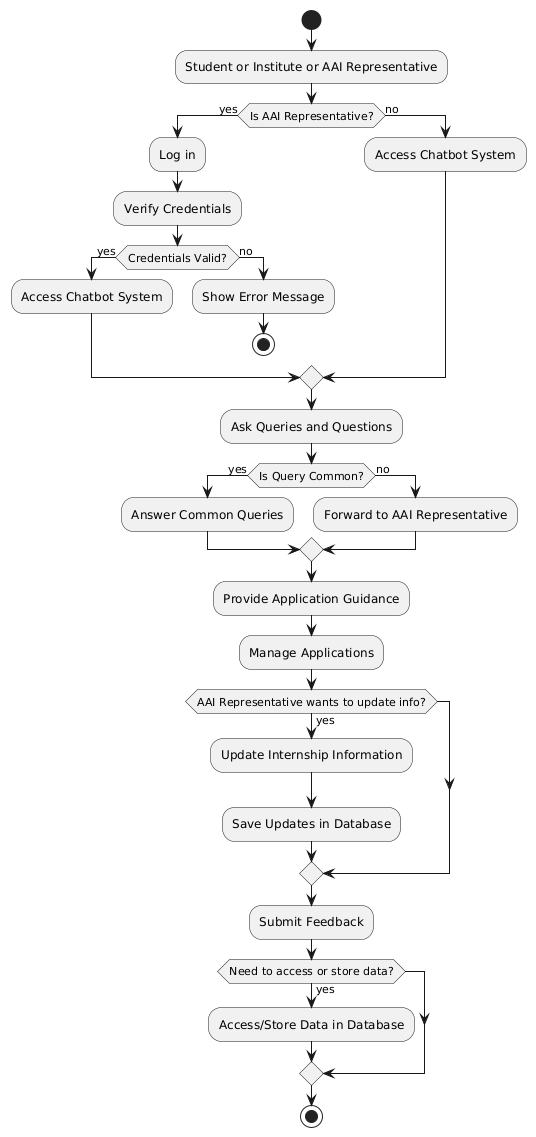 Student or Institute or AAI Representative
yes
Is AAI Representative?
no
Log in
Access Chatbot System
Verify Credentials
yes
Credentials Valid?
no
Access Chatbot System
Show Error Message
Ask Queries and Questions
yes
Is Query Common?
no
Answer Common Queries
Forward to AAI Representative
Provide Application Guidance
Manage Applications
AAI Representative wants to update info?
yes
Update Internship Information
Save Updates in Database
Submit Feedback
Need to access or store data?
yes
Access/Store Data in Database